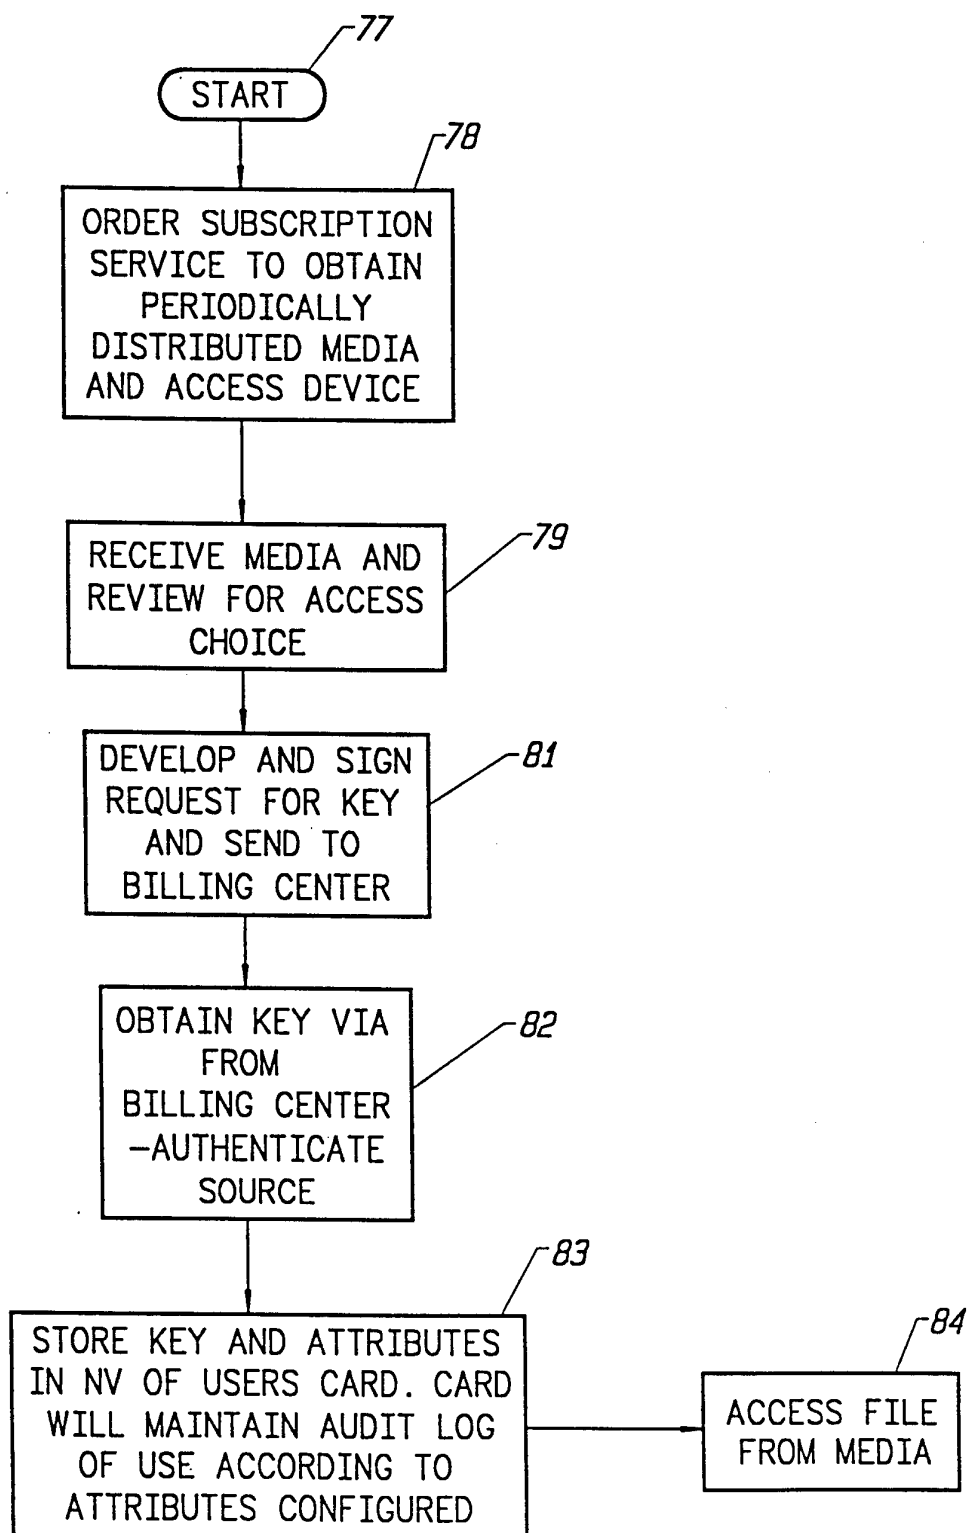 77
START
78
ORDER SUBSCRIPTION
SERVICE TO OBTAIN
PERIODICALLY
DISTRIBUTED MEDIA
AND ACCESS DEVICE
79
RECEIVE MEDIA AND
REVIEW FOR ACCESS
CHOICE
81
DEVELOP AND SIGN
REQUEST FOR KEY
AND SEND TO
BILLING CENTER
82
OBTAIN KEY VIA
FROM
BILLING CENTER
-AUTHENTICATE
SOURCE
83
STORE KEY AND ATTRIBUTES
IN NV OF USERS CARD. CARD
WILL MAINTAIN AUDIT LOG
OF USE ACCORDING TO
ATTRIBUTES CONFIGURED
84
ACCESS FILE
FROM MEDIA